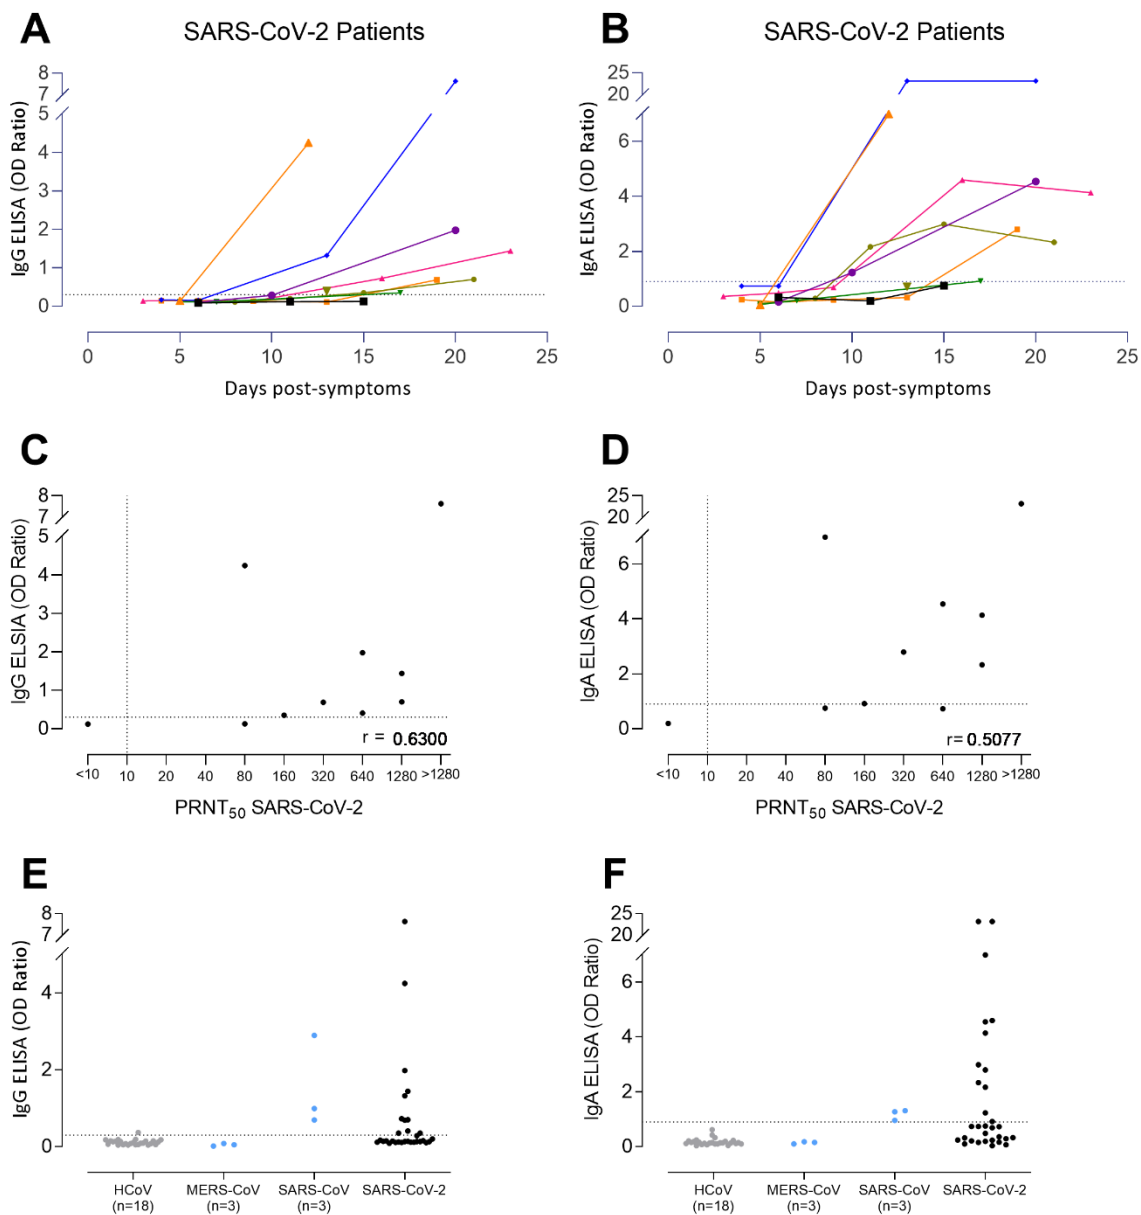 A
SARS-CoV-2 Patients
IgG ELISA (OD Ratio)
8
7
5
4
3
2
1
0
0 5 10 15 20 25
Days post-symptoms
B
SARS-CoV-2 Patients
IgA ELISA (OD Ratio)
25
20
6
4
2
0
0 5 10 15 20 25
Days post-symptoms
C
IgG ELSIA (OD Ratio)
8
7
5
4
3
2
1
0
r = 0.6300
<10 10 20 40 80 160 320 640 1280 >1280
PRNT50 SARS-CoV-2
D
IgA ELISA (OD Ratio)
25
20
6
4
2
0
r= 0.5077
<10 10 20 40 80 160 320 640 1280 >1280
PRNT50 SARS-CoV-2
E
IgG ELISA (OD Ratio)
8
7
4
2
0
HCoV MERS-CoV SARS-CoV SARS-CoV-2
(n=18) (n=3) (n=3)
F
IgA ELISA (OD Ratio)
25
20
6
4
2
0
HCoV MERS-CoV SARS-CoV SARS-CoV-2
(n=18) (n=3) (n=3)